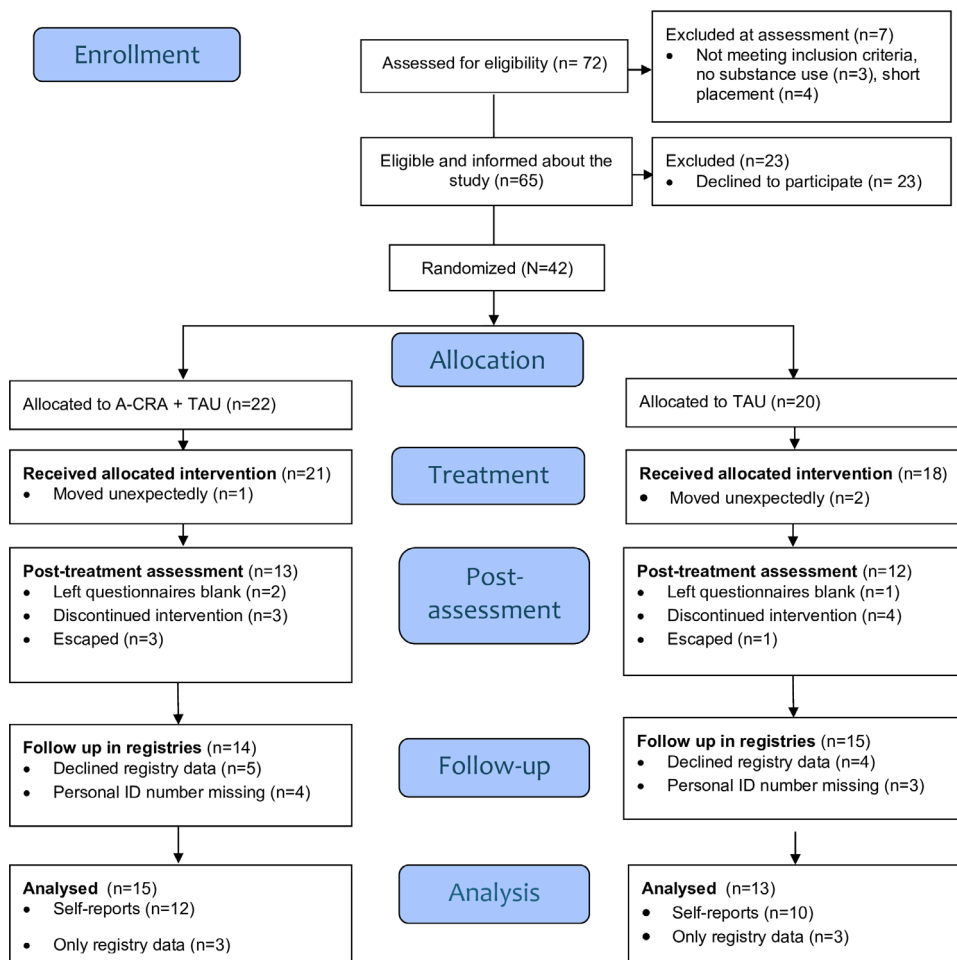 Enrollment
Assessed for eligibility (n= 72)
Excluded at assessment (n=7)
• Not meeting inclusion criteria,
no substance use (n=3), short
placement (n=4)
Eligible and informed about the
study (n=65)
Excluded (n=23)
• Declined to participate (n= 23)
Randomized (N=42)
Allocation
Allocated to A-CRA + TAU (n=22)
Allocated to TAU (n=20)
Treatment
Received allocated intervention (n=21)
• Moved unexpectedly (n=1)
Received allocated intervention (n=18)
• Moved unexpectedly (n=2)
Post-
assessment
Post-treatment assessment (n=13)
• Left questionnaires blank (n=2)
• Discontinued intervention (n=3)
• Escaped (n=3)
Post-treatment assessment (n=12)
• Left questionnaires blank (n=1)
• Discontinued intervention (n=4)
• Escaped (n=1)
Follow-up
Follow up in registries (n=14)
• Declined registry data (n=5)
• Personal ID number missing (n=4)
Follow up in registries (n=15)
• Declined registry data (n=4)
• Personal ID number missing (n=3)
Analysis
Analysed (n=15)
• Self-reports (n=12)
• Only registry data (n=3)
Analysed (n=13)
• Self-reports (n=10)
• Only registry data (n=3)